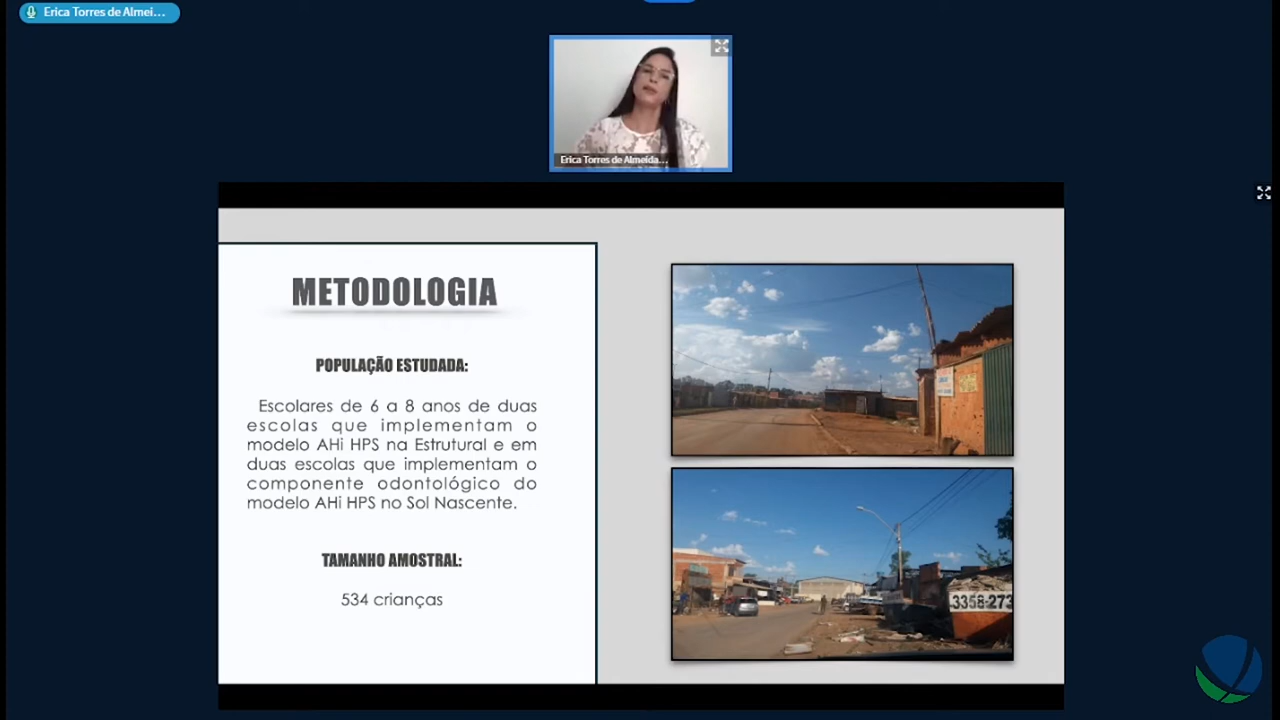 Erica Torres de Almei...
Erica Torres de Almeida...
METODOLOGIA
POPULAÇÃO ESTUDADA:
Escolares de 6 a 8 anos de duas
escolas que implementam o
modelo AHi HPS na Estrutural e em
duas escolas que implementam o
componente odontológico do
modelo AHi HPS no Sol Nascente.
TAMANHO AMOSTRAL:
534 crianças
3358-273